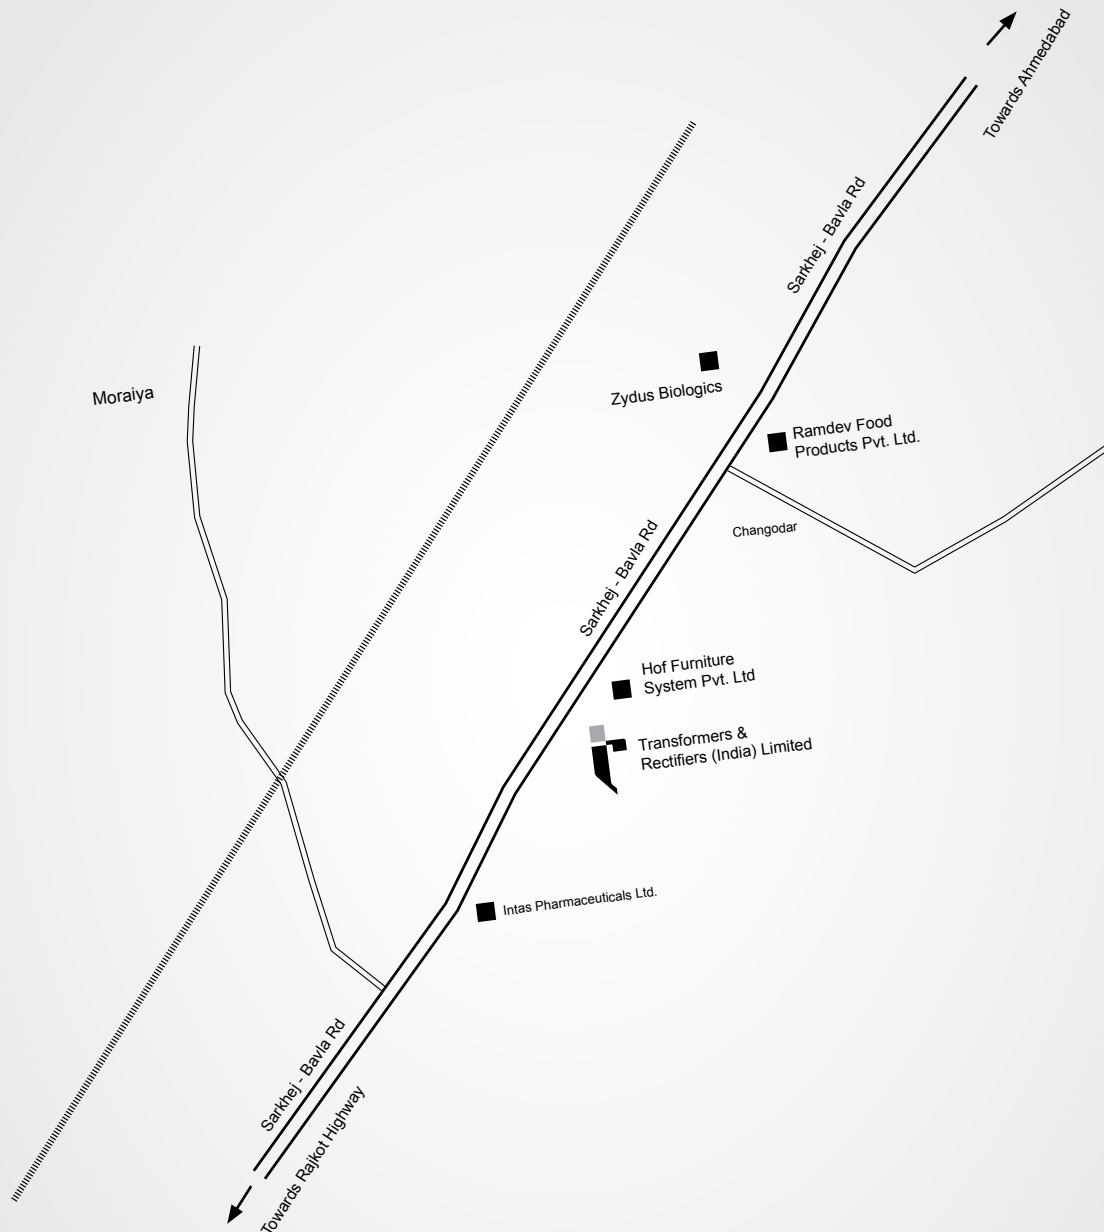 Towards Ahmedabad
Sarkhej - Bavla Rd
Zydus Biologics
Moraiya
Ramdev Food
Products Pvt. Ltd.
Changodar
Sarkhej - Bavla Rd
Hof Furniture
System Pvt. Ltd
Transformers &
Rectifiers (India) Limited
Intas Pharmaceuticals Ltd.
Sarkhej - Bavla Rd
Towards Rajkot Highway